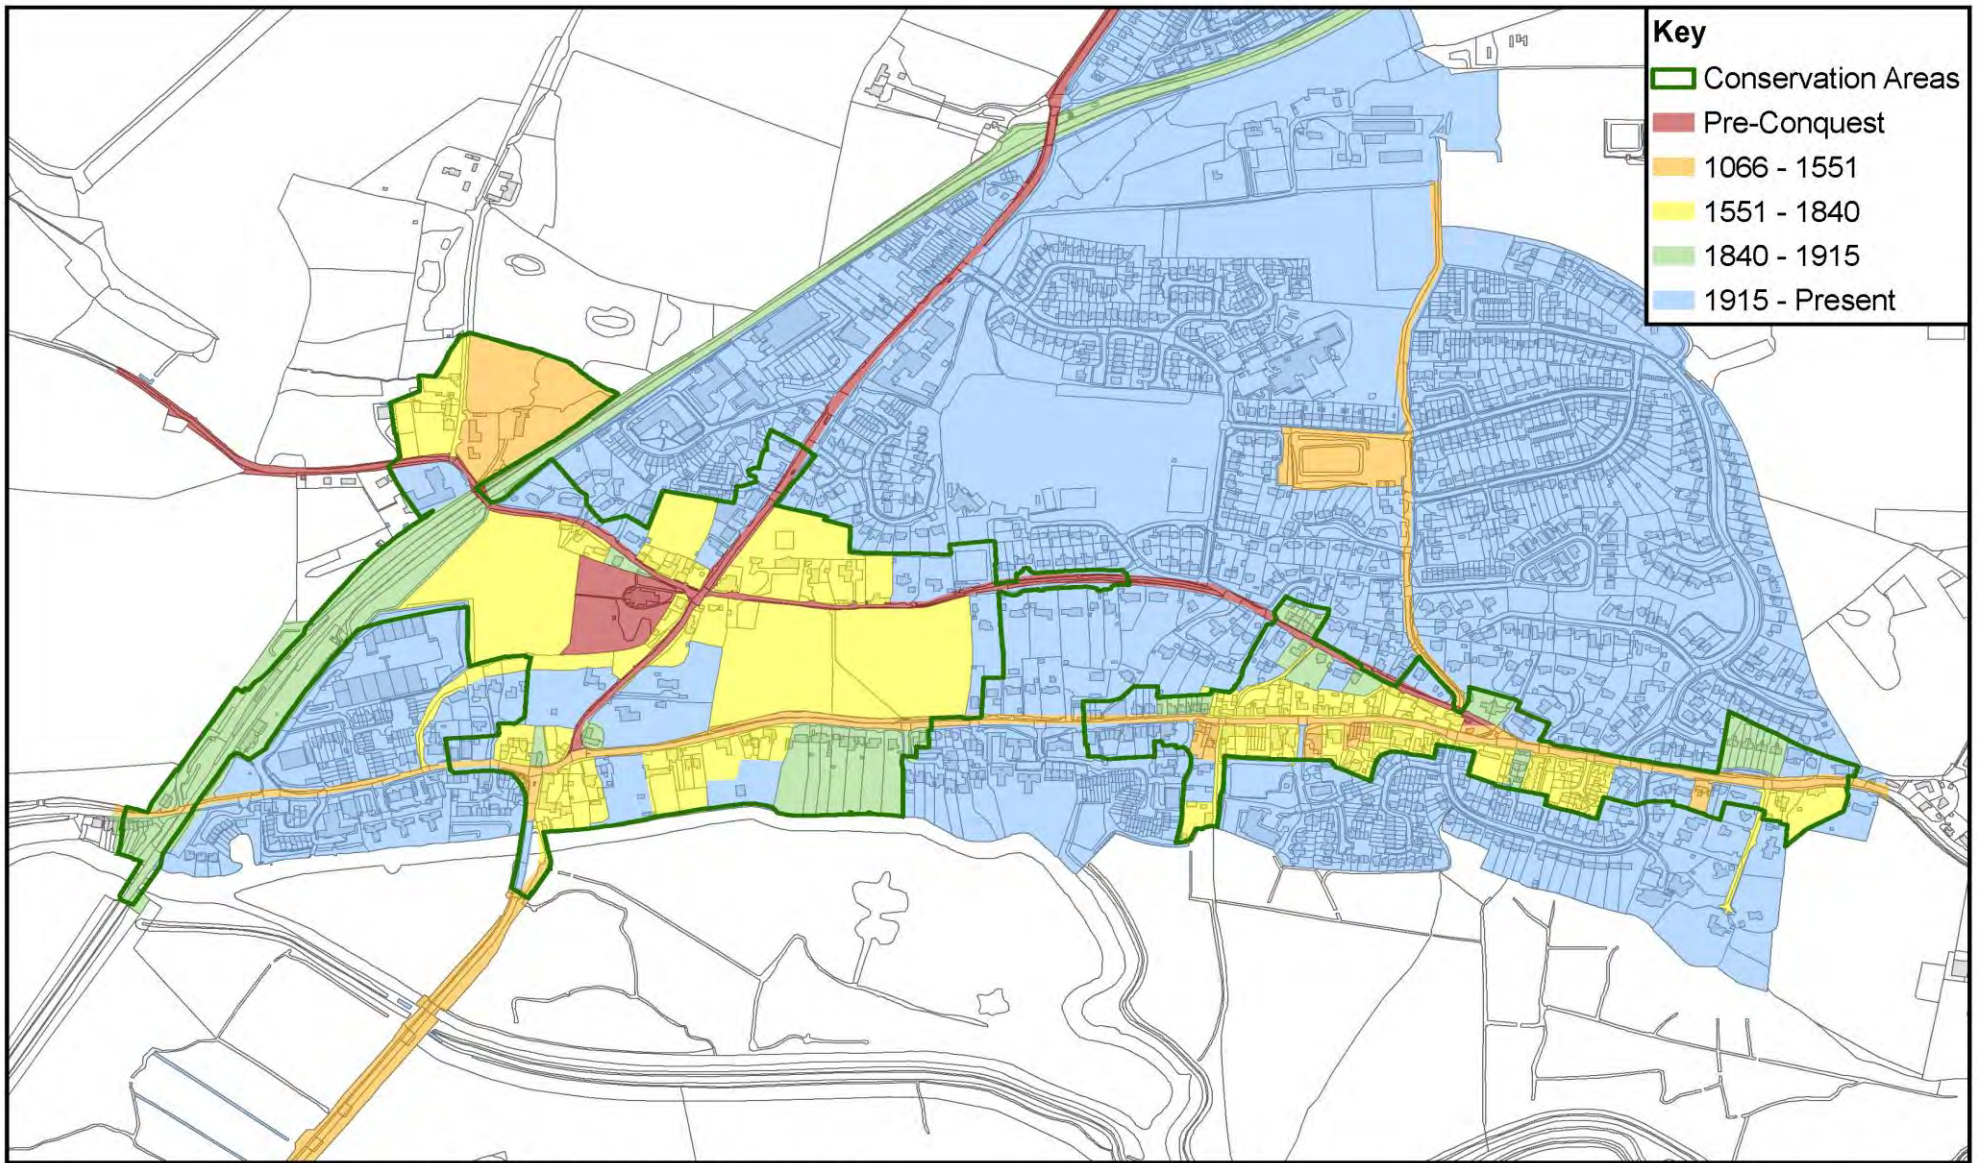 Key
Conservation Areas
Pre-Conquest
1066 - 1551
1551 - 1840
1840 - 1915
1915 - Present